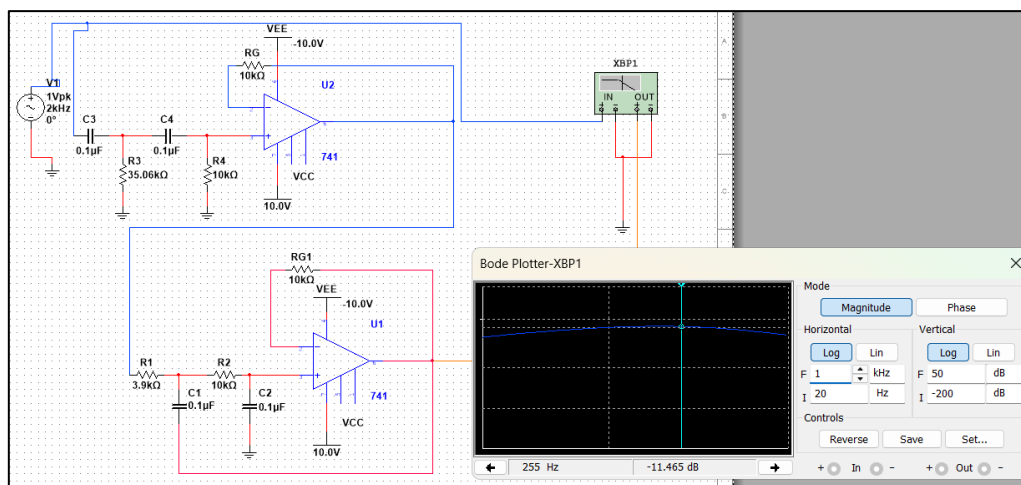 VEE
-10.0V
RG
10kΩ
U2
XBP1
IN OUT
V1
1Vpk
2kHz
0°
C3
0.1µF
C4
0.1µF
R3
35.06kΩ
R4
10kΩ
741
VCC
10.0V
A
B
C
RG1
10kΩ
VEE
-10.0V
U1
R1
3.9kΩ
R2
10kΩ
C1
0.1µF
C2
0.1µF
741
VCC
10.0V
Bode Plotter-XBP1
Mode
Magnitude Phase
Horizontal Vertical
Log Lin Log Lin
F 1 kHz F 50 dB
I 20 Hz I -200 dB
Controls
Reverse Save Set...
255 Hz -11.465 dB
+ In - + Out -